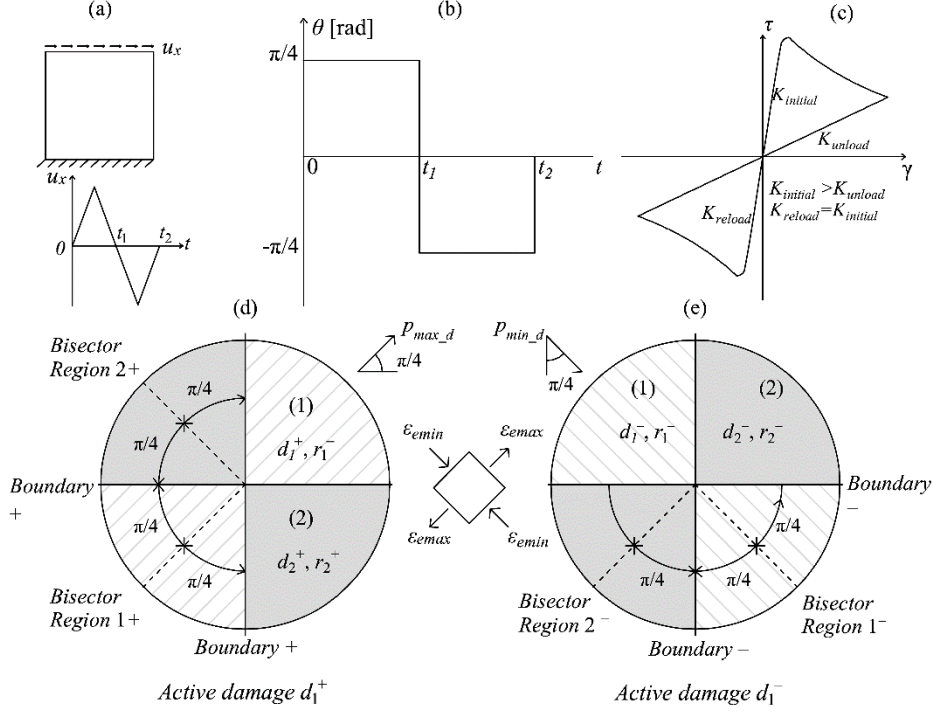 (a)
u_x
u_x
0
t_1
t_2
t
(b)
θ [rad]
π/4
0
t_1
t_2
t
-π/4
(c)
τ
K_initial
K_unload
γ
K_initial>K_unload
K_reload=K_initial
K_reload
(d)
p_max_d
π/4
Bisector
Region 2+
π/4
π/4
(1)
d_1^+, r_1^-
Boundary
+
(2)
d_2^+, r_2^+
π/4
π/4
Bisector
Region 1+
Boundary +
Active damage d_1^+
ε_emin
ε_emax
ε_emax
ε_emin
(e)
p_min_d
π/4
(1)
d_1^-, r_1^-
(2)
d_2^-, r_2^-
Boundary
–
π/4
π/4
π/4
Bisector
Region 2^-
Bisector
Region 1^-
Boundary –
Active damage d_1^-